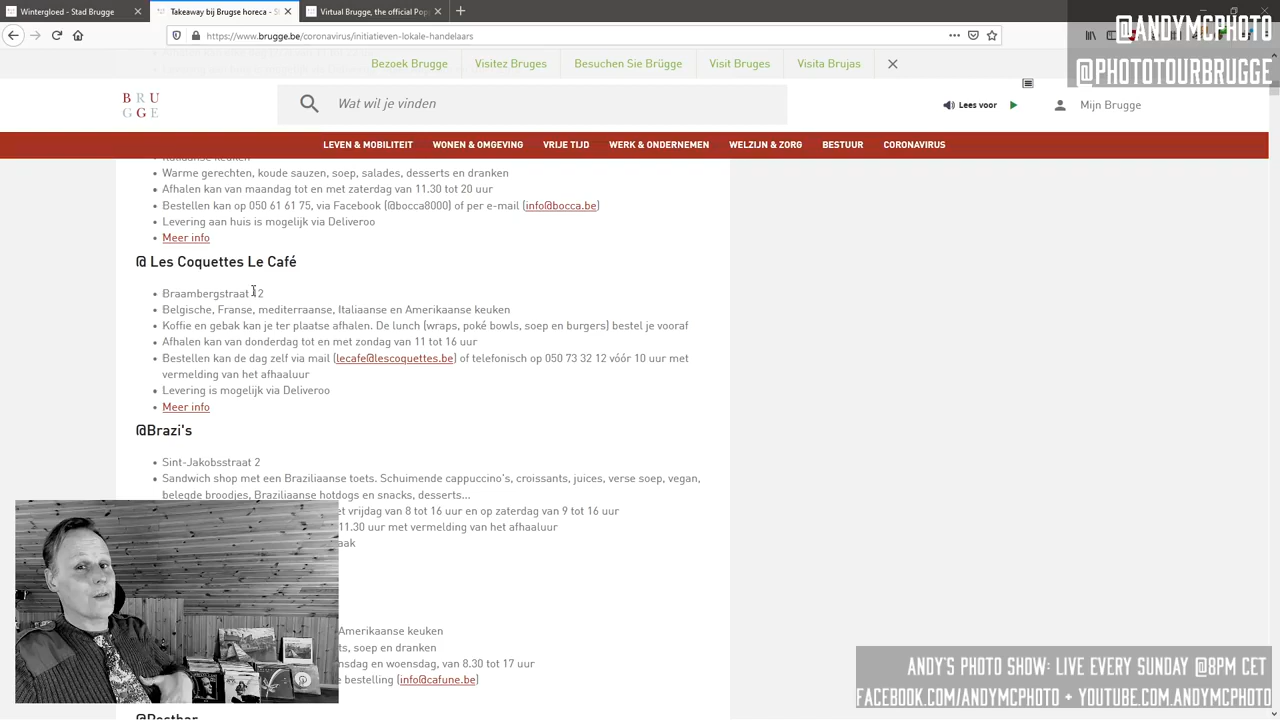 Wintergloed - Stad Brugge
Takeaway bij Brugse horeca - S
Virtual Brugge, the official Pop
https://www.brugge.be/coronavirus/initiatieven-lokale-handelaars
@ANDYMCPHOTO
@PHOTOTOURBRUGGE
Bezoek Brugge
Visitez Bruges
Besuchen Sie Brügge
Visit Bruges
Visita Brujas
BRU
GGE
Wat wil je vinden
Lees voor
Mijn Brugge
LEVEN & MOBILITEIT
WONEN & OMGEVING
VRIJE TIJD
WERK & ONDERNEMEN
WELZIJN & ZORG
BESTUUR
CORONAVIRUS
Italiaanse keuken
Warme gerechten, koude sauzen, soep, salades, desserts en dranken
Afhalen kan van maandag tot en met zaterdag van 11.30 tot 20 uur
Bestellen kan op 050 61 61 75, via Facebook (@bocca8000) of per e-mail (info@bocca.be)
Levering aan huis is mogelijk via Deliveroo
Meer info
@ Les Coquettes Le Café
Braambergstraat 12
Belgische, Franse, mediterraanse, Italiaanse en Amerikaanse keuken
Koffie en gebak kan je ter plaatse afhalen. De lunch (wraps, poké bowls, soep en burgers) bestel je vooraf
Afhalen kan van donderdag tot en met zondag van 11 tot 16 uur
Bestellen kan de dag zelf via mail (lecafe@lescoquettes.be) of telefonisch op 050 73 32 12 vóór 10 uur met
vermelding van het afhaaluur
Levering is mogelijk via Deliveroo
Meer info
@Brazi's
Sint-Jakobsstraat 2
Sandwich shop met een Braziliaanse toets. Schuimende cappuccino's, croissants, juices, verse soep, vegan,
belegde broodjes, Braziliaanse hotdogs en snacks, desserts...
et vrijdag van 8 tot 16 uur en op zaterdag van 9 tot 16 uur
11.30 uur met vermelding van het afhaaluur
aak
Amerikaanse keuken
ts, soep en dranken
nsdag en woensdag, van 8.30 tot 17 uur
e bestelling (info@cafune.be)
ANDY'S PHOTO SHOW: LIVE EVERY SUNDAY @8PM CET
FACEBOOK.COM/ANDYMCPHOTO + YOUTUBE.COM/ANDYMCPHOTO